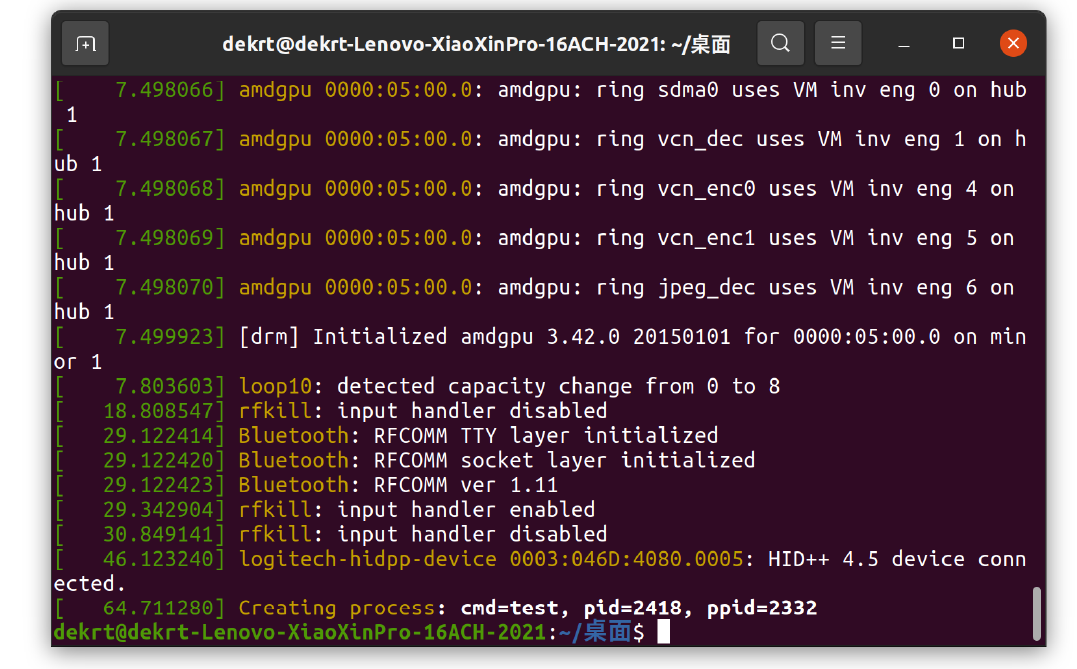 dekrt@dekrt-Lenovo-XiaoXinPro-16ACH-2021: ~/桌面
[    7.498066] amdgpu 0000:05:00.0: amdgpu: ring sdma0 uses VM inv eng 0 on hub
 1
[    7.498067] amdgpu 0000:05:00.0: amdgpu: ring vcn_dec uses VM inv eng 1 on h
ub 1
[    7.498068] amdgpu 0000:05:00.0: amdgpu: ring vcn_enc0 uses VM inv eng 4 on
hub 1
[    7.498069] amdgpu 0000:05:00.0: amdgpu: ring vcn_enc1 uses VM inv eng 5 on
hub 1
[    7.498070] amdgpu 0000:05:00.0: amdgpu: ring jpeg_dec uses VM inv eng 6 on
hub 1
[    7.499923] [drm] Initialized amdgpu 3.42.0 20150101 for 0000:05:00.0 on min
or 1
[    7.803603] loop10: detected capacity change from 0 to 8
[   18.808547] rfkill: input handler disabled
[   29.122414] Bluetooth: RFCOMM TTY layer initialized
[   29.122420] Bluetooth: RFCOMM socket layer initialized
[   29.122423] Bluetooth: RFCOMM ver 1.11
[   29.342904] rfkill: input handler enabled
[   30.849141] rfkill: input handler disabled
[   46.123240] logitech-hidpp-device 0003:046D:4080.0005: HID++ 4.5 device conn
ected.
[   64.711280] Creating process: cmd=test, pid=2418, ppid=2332
dekrt@dekrt-Lenovo-XiaoXinPro-16ACH-2021:~/桌面$